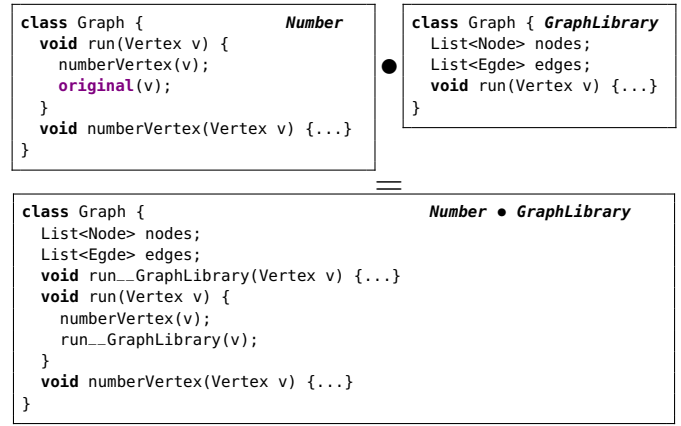 class Graph { Number
  void run(Vertex v) {
    numberVertex(v);
    original(v);
  }
  void numberVertex(Vertex v) {...}
}
●
class Graph { GraphLibrary
  List<Node> nodes;
  List<Egde> edges;
  void run(Vertex v) {...}
}
=
class Graph { Number ● GraphLibrary
  List<Node> nodes;
  List<Egde> edges;
  void run__GraphLibrary(Vertex v) {...}
  void run(Vertex v) {
    numberVertex(v);
    run__GraphLibrary(v);
  }
  void numberVertex(Vertex v) {...}
}